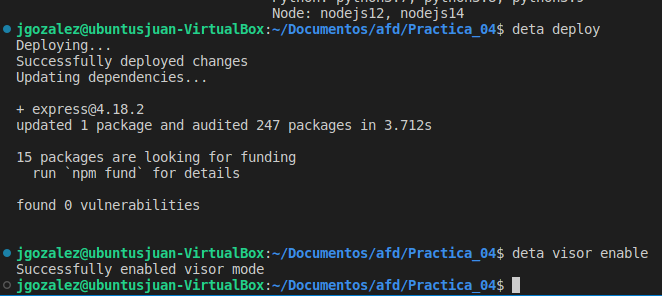 Node: nodejs12, nodejs14
jgozalez@ubuntusjuan-VirtualBox:~/Documentos/afd/Practica_04$ deta deploy
Deploying...
Successfully deployed changes
Updating dependencies...
+ express@4.18.2
updated 1 package and audited 247 packages in 3.712s
15 packages are looking for funding
run `npm fund` for details
found 0 vulnerabilities
jgozalez@ubuntusjuan-VirtualBox:~/Documentos/afd/Practica_04$ deta visor enable
Successfully enabled visor mode
jgozalez@ubuntusjuan-VirtualBox:~/Documentos/afd/Practica_04$